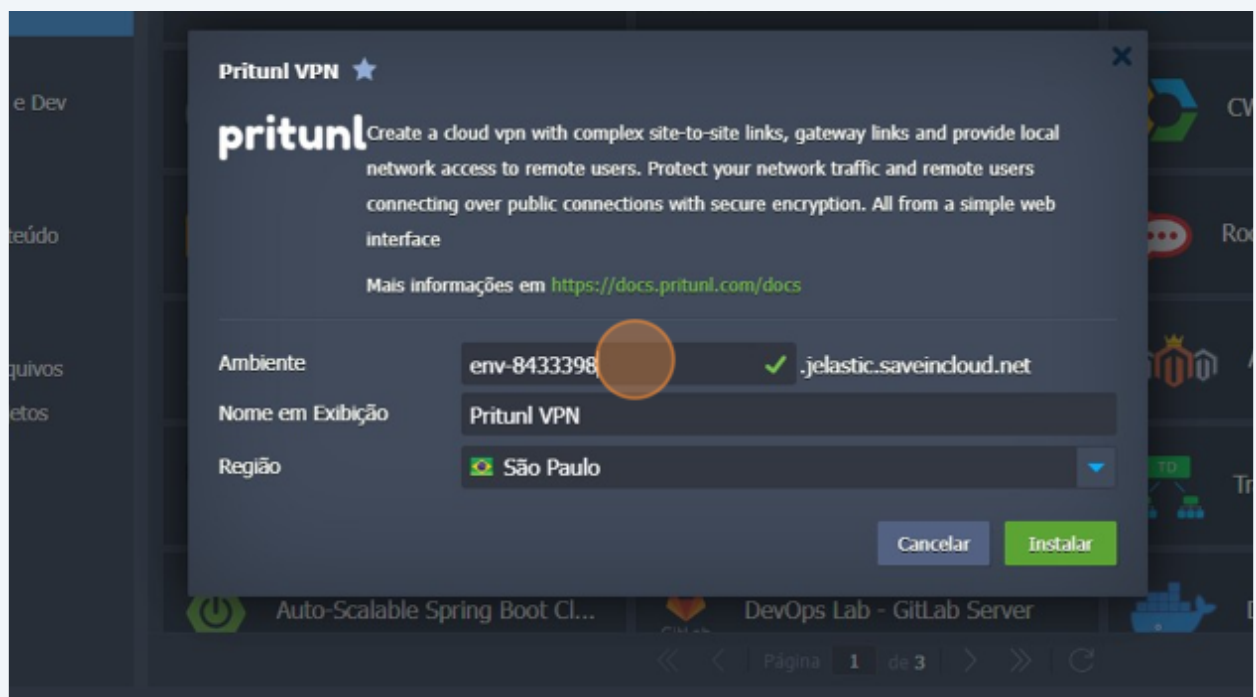 Pritunl VPN
e Dev
pritunl
Create a cloud vpn with complex site-to-site links, gateway links and provide local
network access to remote users. Protect your network traffic and remote users
connecting over public connections with secure encryption. All from a simple web
interface
teúdo
Mais informações em https://docs.pritunl.com/docs
Ambiente
env-8433398
.jelastic.saveincloud.net
quivos
Nome em Exibição
Pritunl VPN
etos
Região
São Paulo
TD
Tr
Cancelar
Instalar
Auto-Scalable Spring Boot Cl...
DevOps Lab - GitLab Server
Página 1 de 3